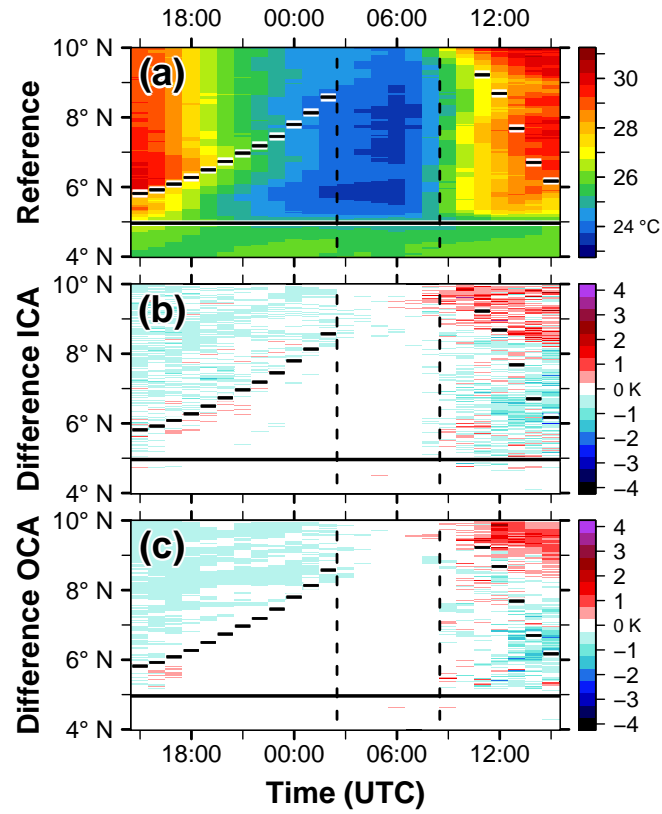 18:00 00:00 06:00 12:00
(a)
Reference
10° N
8° N
6° N
4° N
30
28
26
24 °C
(b)
Difference ICA
10° N
8° N
6° N
4° N
4
3
2
1
0 K
−1
−2
−3
−4
(c)
Difference OCA
10° N
8° N
6° N
4° N
4
3
2
1
0 K
−1
−2
−3
−4
18:00 00:00 06:00 12:00
Time (UTC)